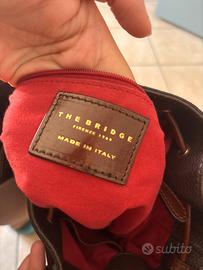 THE BRIDGE
FIRENZE 1969
MADE IN ITALY
subito